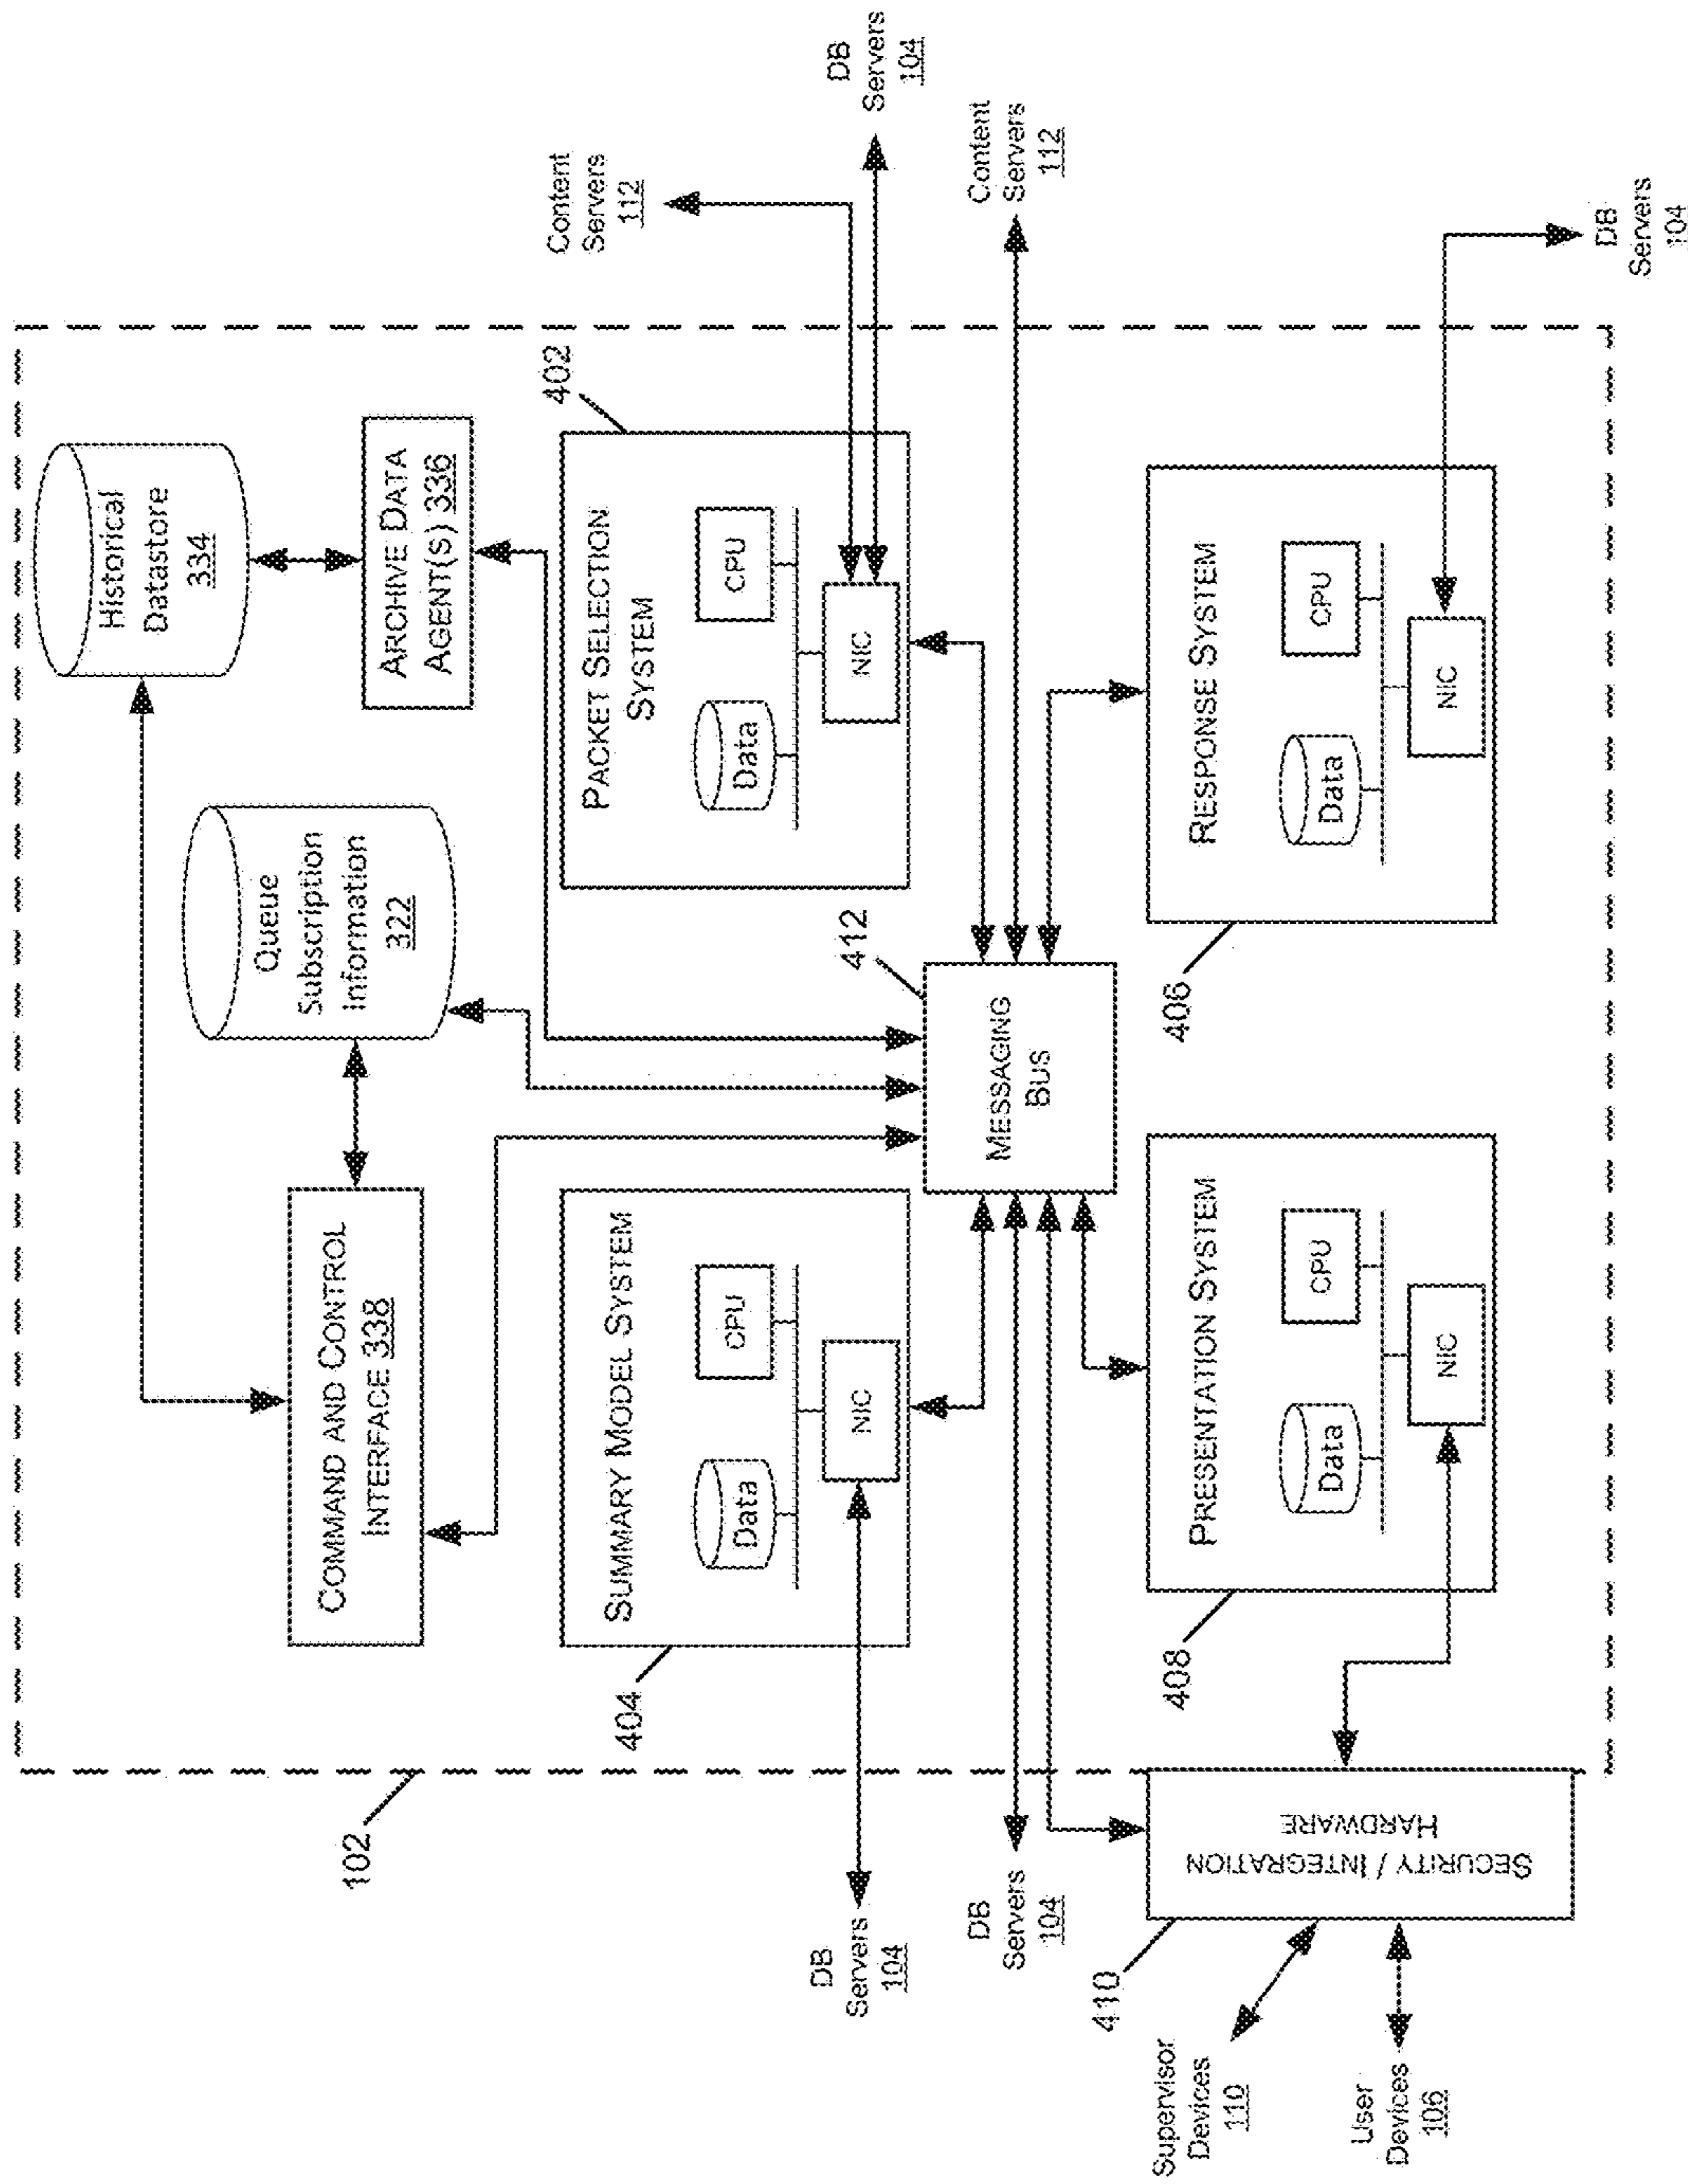 102
COMMAND AND CONTROL
INTERFACE 338
Queue
Subscription
Information
322
Historical
Datastore
334
ARCHIVE DATA
AGENT(S) 336
404
SUMMARY MODEL SYSTEM
Data
CPU
NIC
402
PACKET SELECTION
SYSTEM
Data
CPU
NIC
Content
Servers
112
DB
Servers
104
DB
Servers
104
412
MESSAGING
BUS
DB
Servers
104
Content
Servers
112
408
PRESENTATION SYSTEM
Data
CPU
NIC
406
RESPONSE SYSTEM
Data
CPU
NIC
DB
Servers
104
410
SECURITY / INTEGRATION
HARDWARE
Supervisor
Devices
110
User
Devices
106